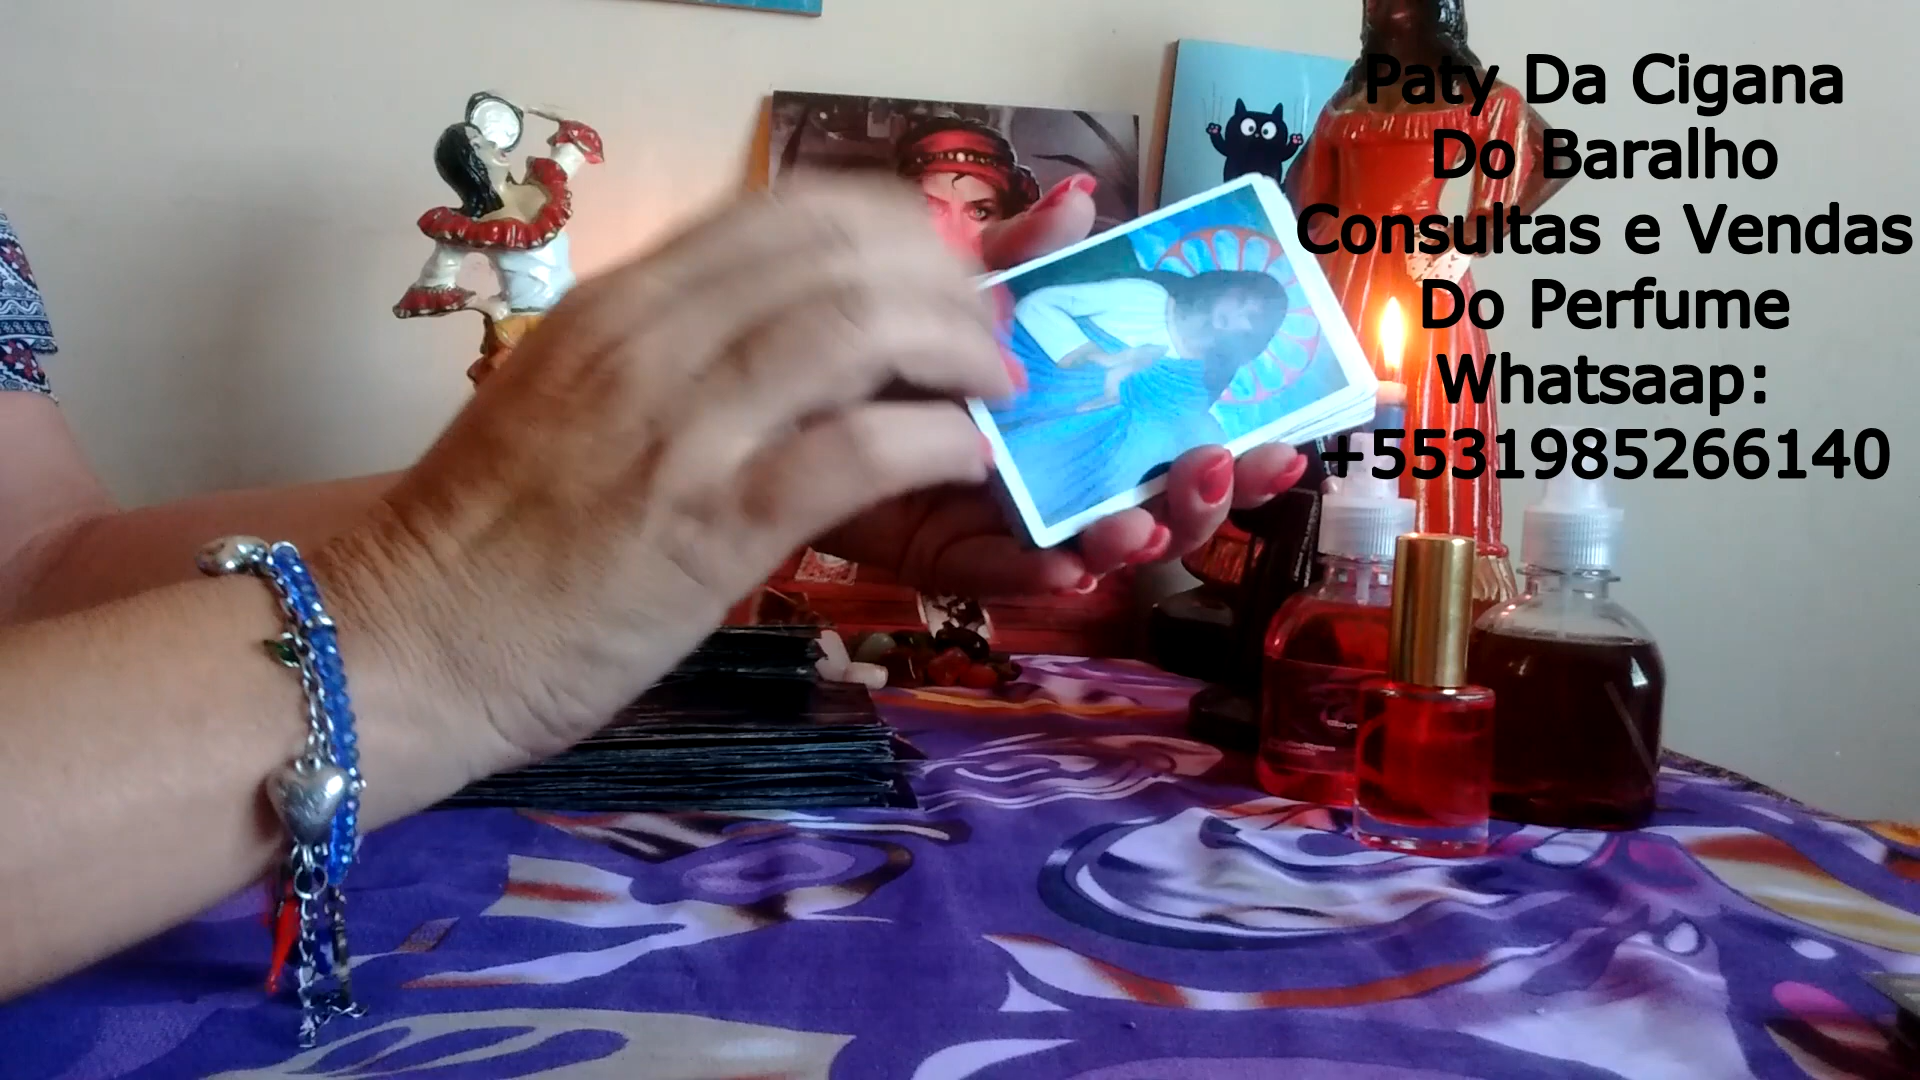 Paty Da Cigana
Do Baralho
Consultas e Vendas
Do Perfume
Whatsaap:
+5531985266140